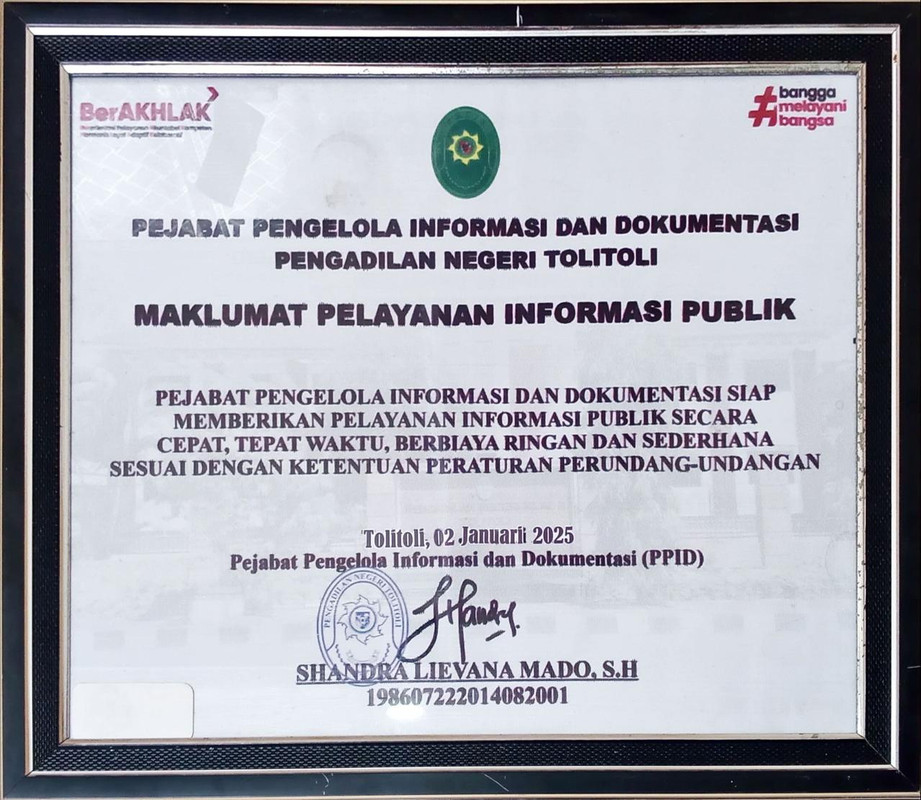 BerAKHLAK
bangga
melayani
bangsa
PEJABAT PENGELOLA INFORMASI DAN DOKUMENTASI
PENGADILAN NEGERI TOLITOLI
MAKLUMAT PELAYANAN INFORMASI PUBLIK
PEJABAT PENGELOLA INFORMASI DAN DOKUMENTASI SIAP
MEMBERIKAN PELAYANAN INFORMASI PUBLIK SECARA
CEPAT, TEPAT WAKTU, BERBIAYA RINGAN DAN SEDERHANA
SESUAI DENGAN KETENTUAN PERATURAN PERUNDANG-UNDANGAN
Tolitoli, 02 Januari 2025
Pejabat Pengelola Informasi dan Dokumentasi (PPID)
PENGADILAN NEGERI TOLITOLI
SHANDRA LIEVANA MADO, S.H
198607222014082001